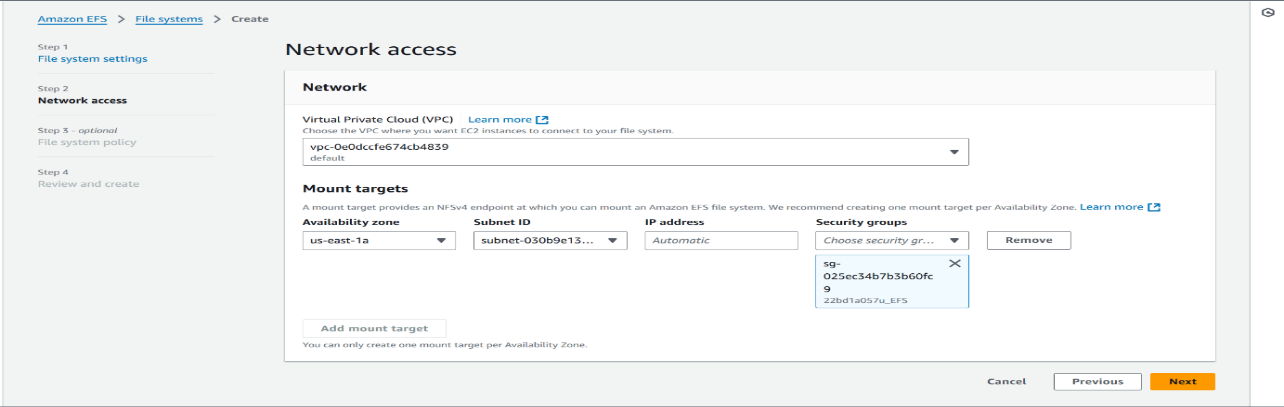 Amazon EFS > File systems > Create
Step 1
File system settings
Step 2
Network access
Step 3 - optional
File system policy
Step 4
Review and create
Network access
Network
Virtual Private Cloud (VPC) Learn more
Choose the VPC where you want EC2 instances to connect to your file system.
vpc-0e0dccfe674cb4839
default
Mount targets
A mount target provides an NFSv4 endpoint at which you can mount an Amazon EFS file system. We recommend creating one mount target per Availability Zone. Learn more
Availability zone Subnet ID IP address Security groups
us-east-1a subnet-030b9e13... Automatic Choose security gr... Remove
sg-
025ec34b7b3b60fc
9
22bd1a057u_EFS
Add mount target
You can only create one mount target per Availability Zone.
Cancel Previous Next